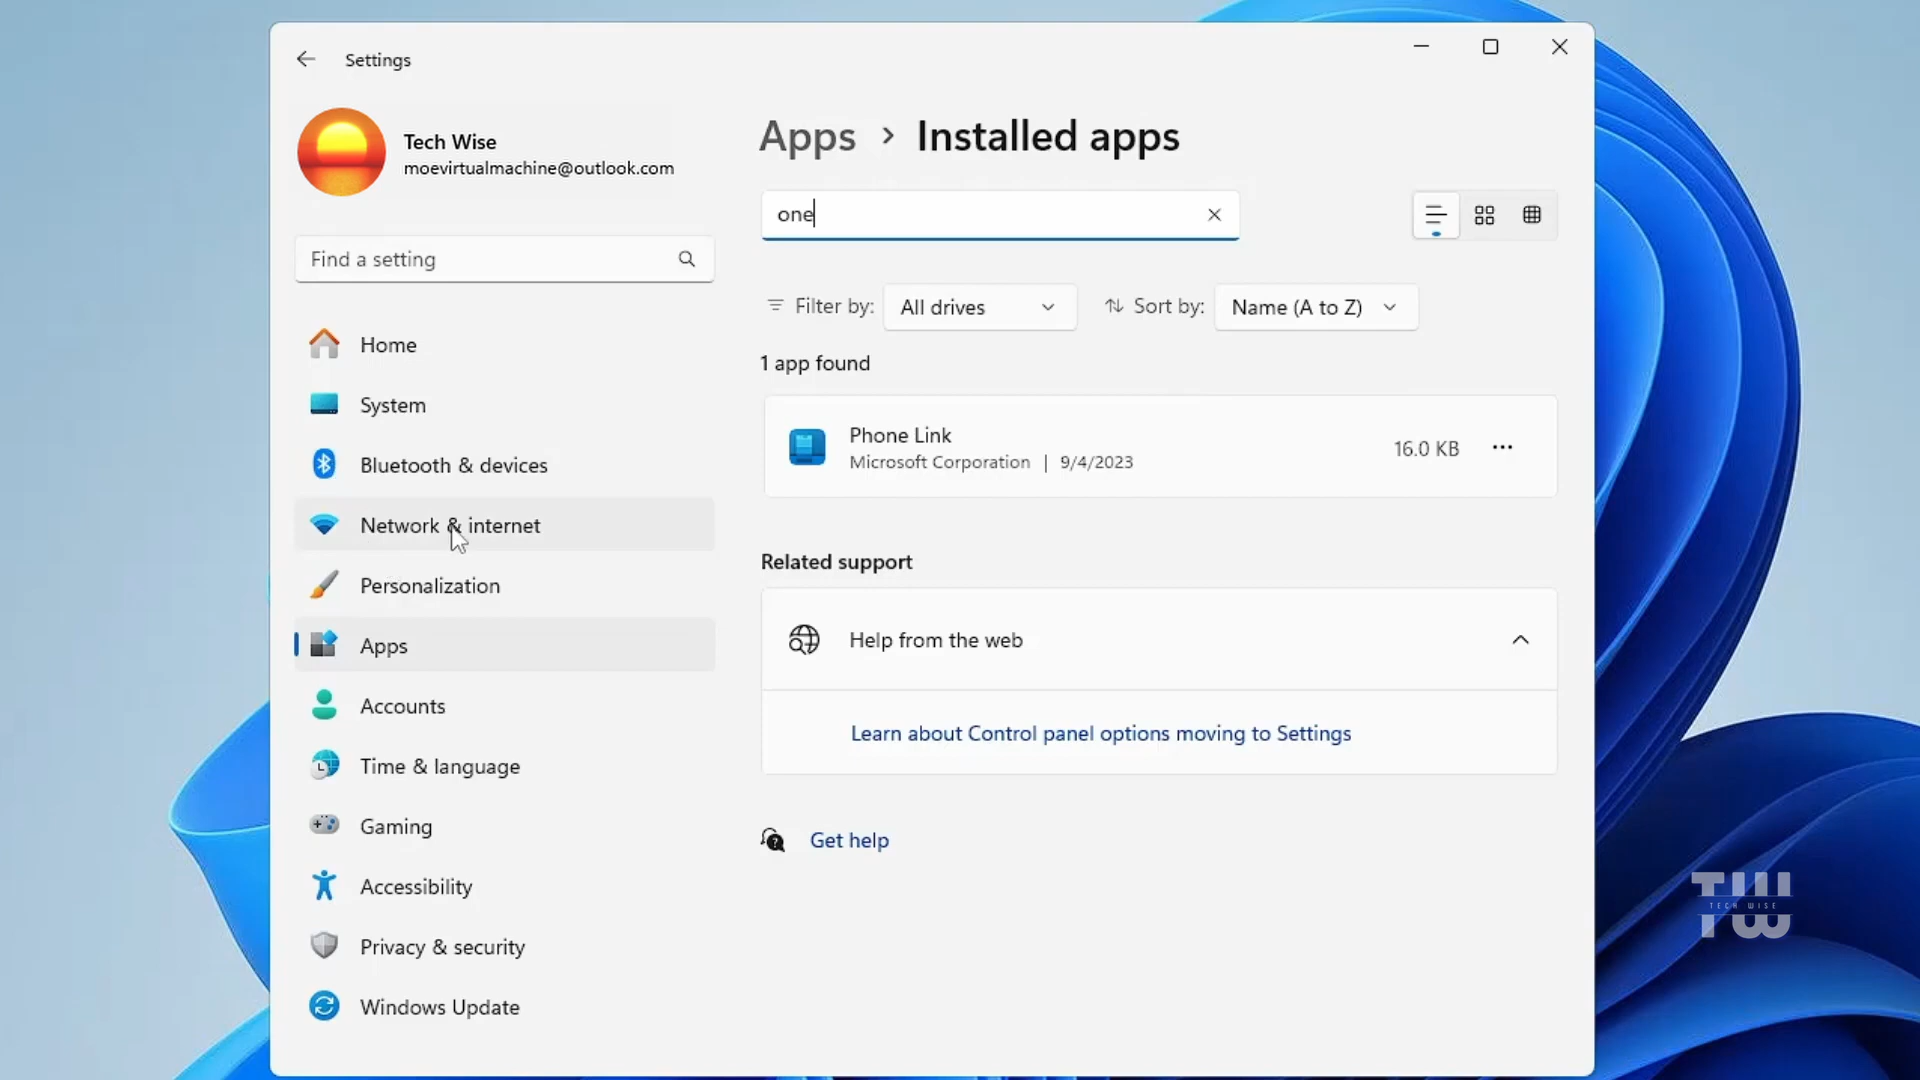 Settings
Tech Wise
moevirtualmachine@outlook.com
Find a setting
Home
System
Bluetooth & devices
Network & internet
Personalization
Apps
Accounts
Time & language
Gaming
Accessibility
Privacy & security
Windows Update
Apps > Installed apps
one
Filter by: All drives Sort by: Name (A to Z)
1 app found
Phone Link
Microsoft Corporation | 9/4/2023
16.0 KB
Related support
Help from the web
Learn about Control panel options moving to Settings
Get help
TW
TECH WISE